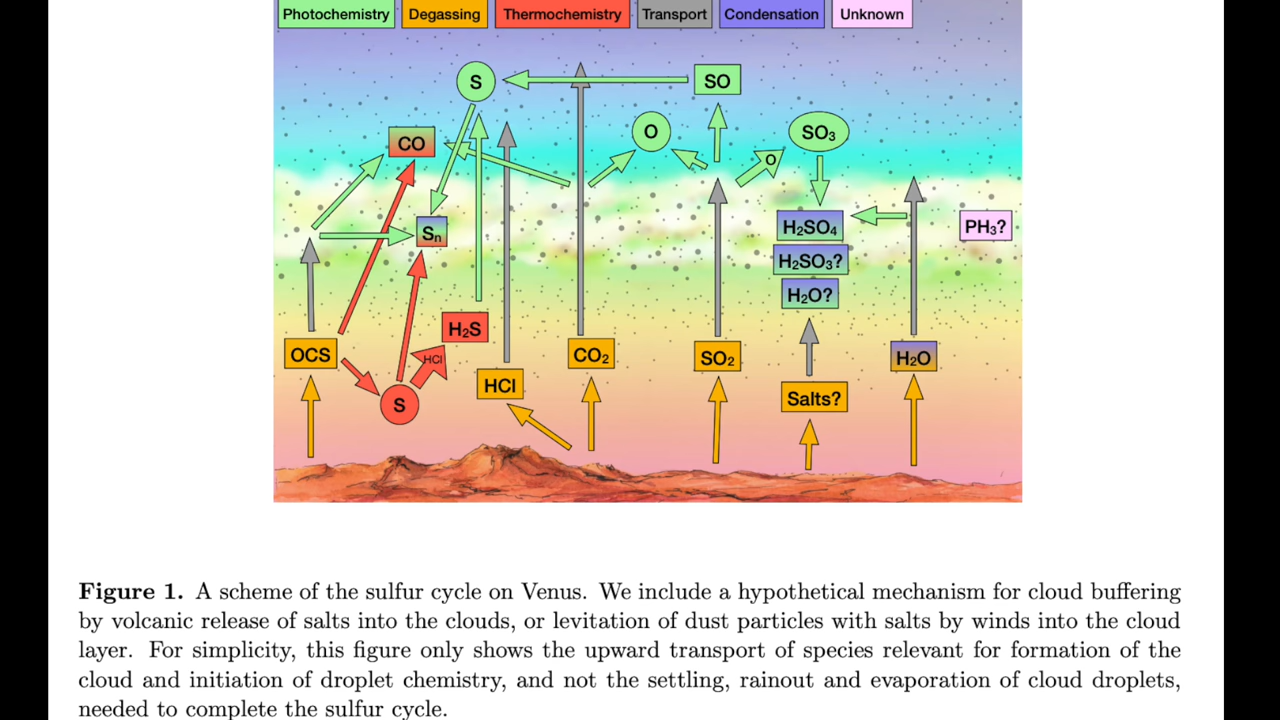 Photochemistry Degassing Thermochemistry Transport Condensation Unknown
S SO
CO O O SO₃
Sₙ H₂SO₄ PH₃?
H₂SO₃?
H₂O?
H₂S
OCS HCl CO₂ SO₂ H₂O
HCl Salts?
S
Figure 1. A scheme of the sulfur cycle on Venus. We include a hypothetical mechanism for cloud buffering
by volcanic release of salts into the clouds, or levitation of dust particles with salts by winds into the cloud
layer. For simplicity, this figure only shows the upward transport of species relevant for formation of the
cloud and initiation of droplet chemistry, and not the settling, rainout and evaporation of cloud droplets,
needed to complete the sulfur cycle.